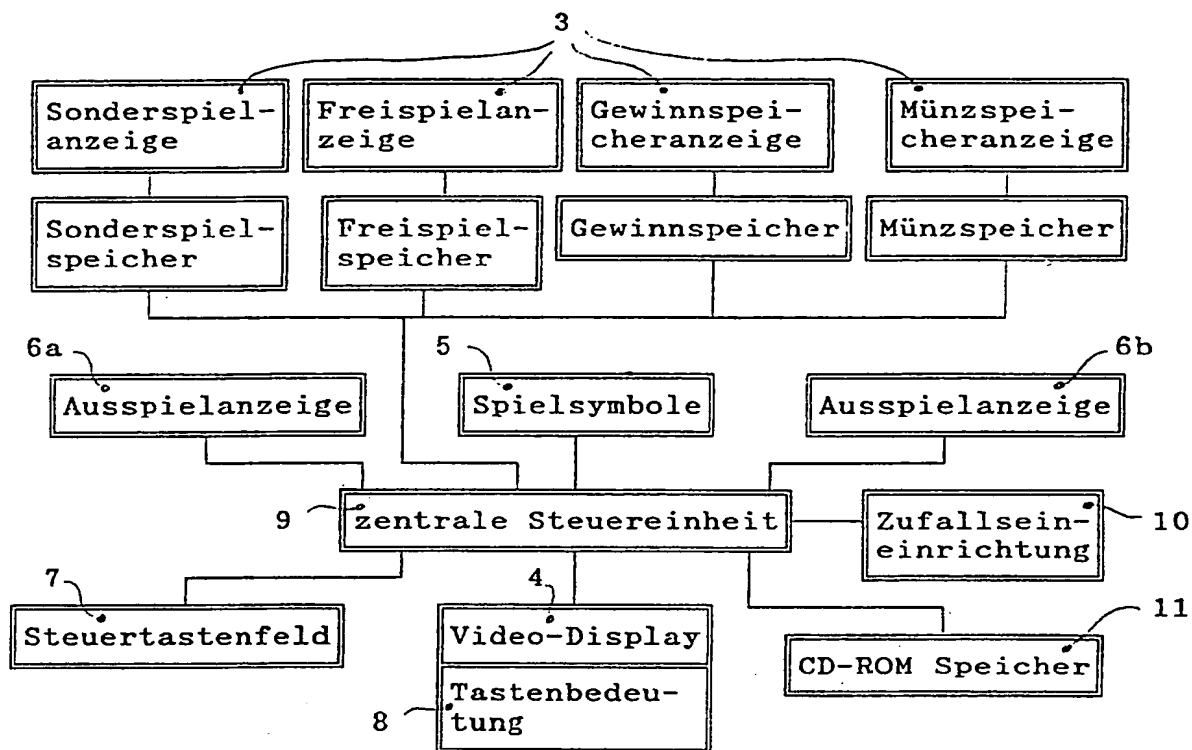 3
Sonderspiel-
anzeige
Freispielan-
zeige
Gewinnspei-
cheranzeige
Münzspei-
cheranzeige
Sonderspiel-
speicher
Freispiel-
speicher
Gewinnspeicher
Münzspeicher
6a
5
6b
Ausspielanzeige
Spielsymbole
Ausspielanzeige
9
zentrale Steuereinheit
Zufallsein-
einrichtung
10
7
4
11
Steuertastenfeld
Video-Display
CD-ROM Speicher
8
Tastenbedeu-
tung